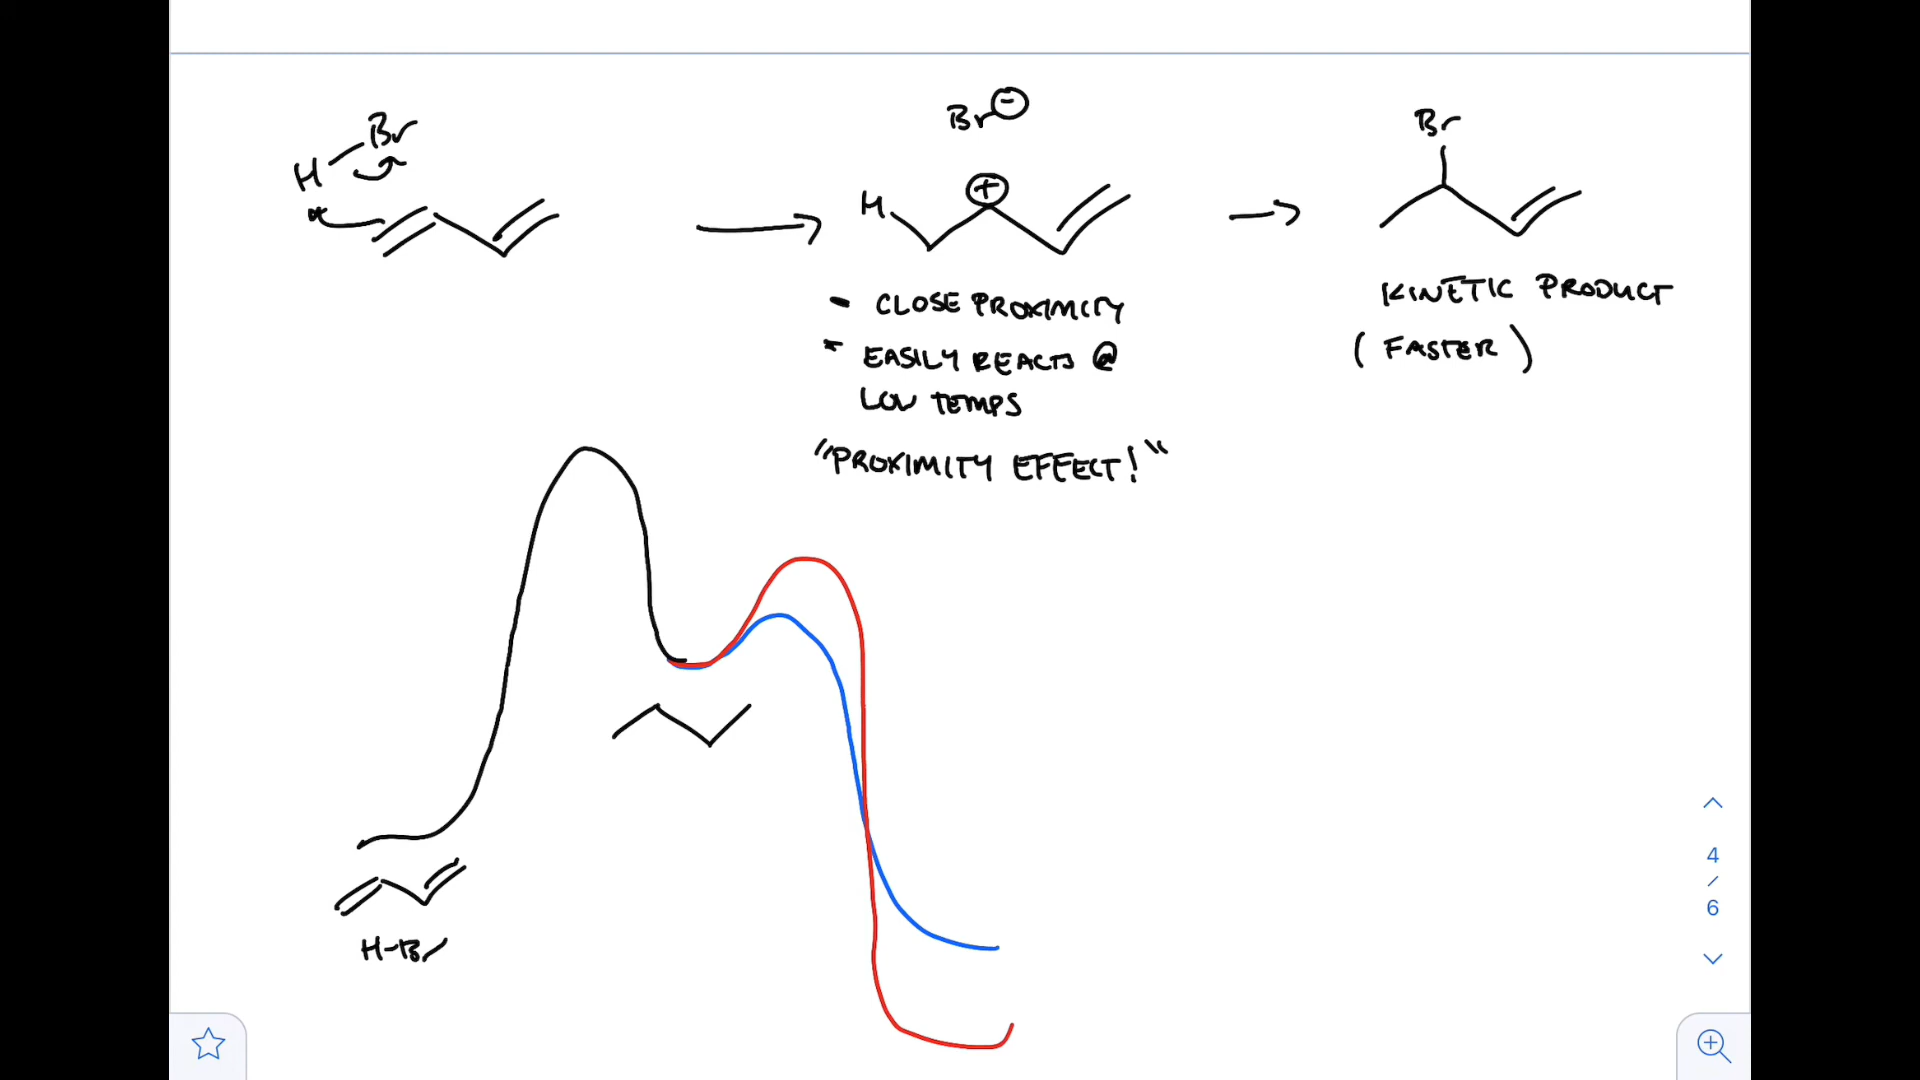 Br
H
Br⊖
H
⊕
Br
- CLOSE PROXIMITY
- EASILY REACTS @
LOW TEMPS
"PROXIMITY EFFECT!"
KINETIC PRODUCT
(FASTER)
H-Br
4
/
6